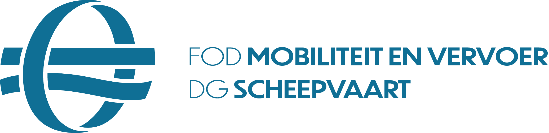 FOD MOBILITEIT EN VERVOER
DG SCHEEPVAART